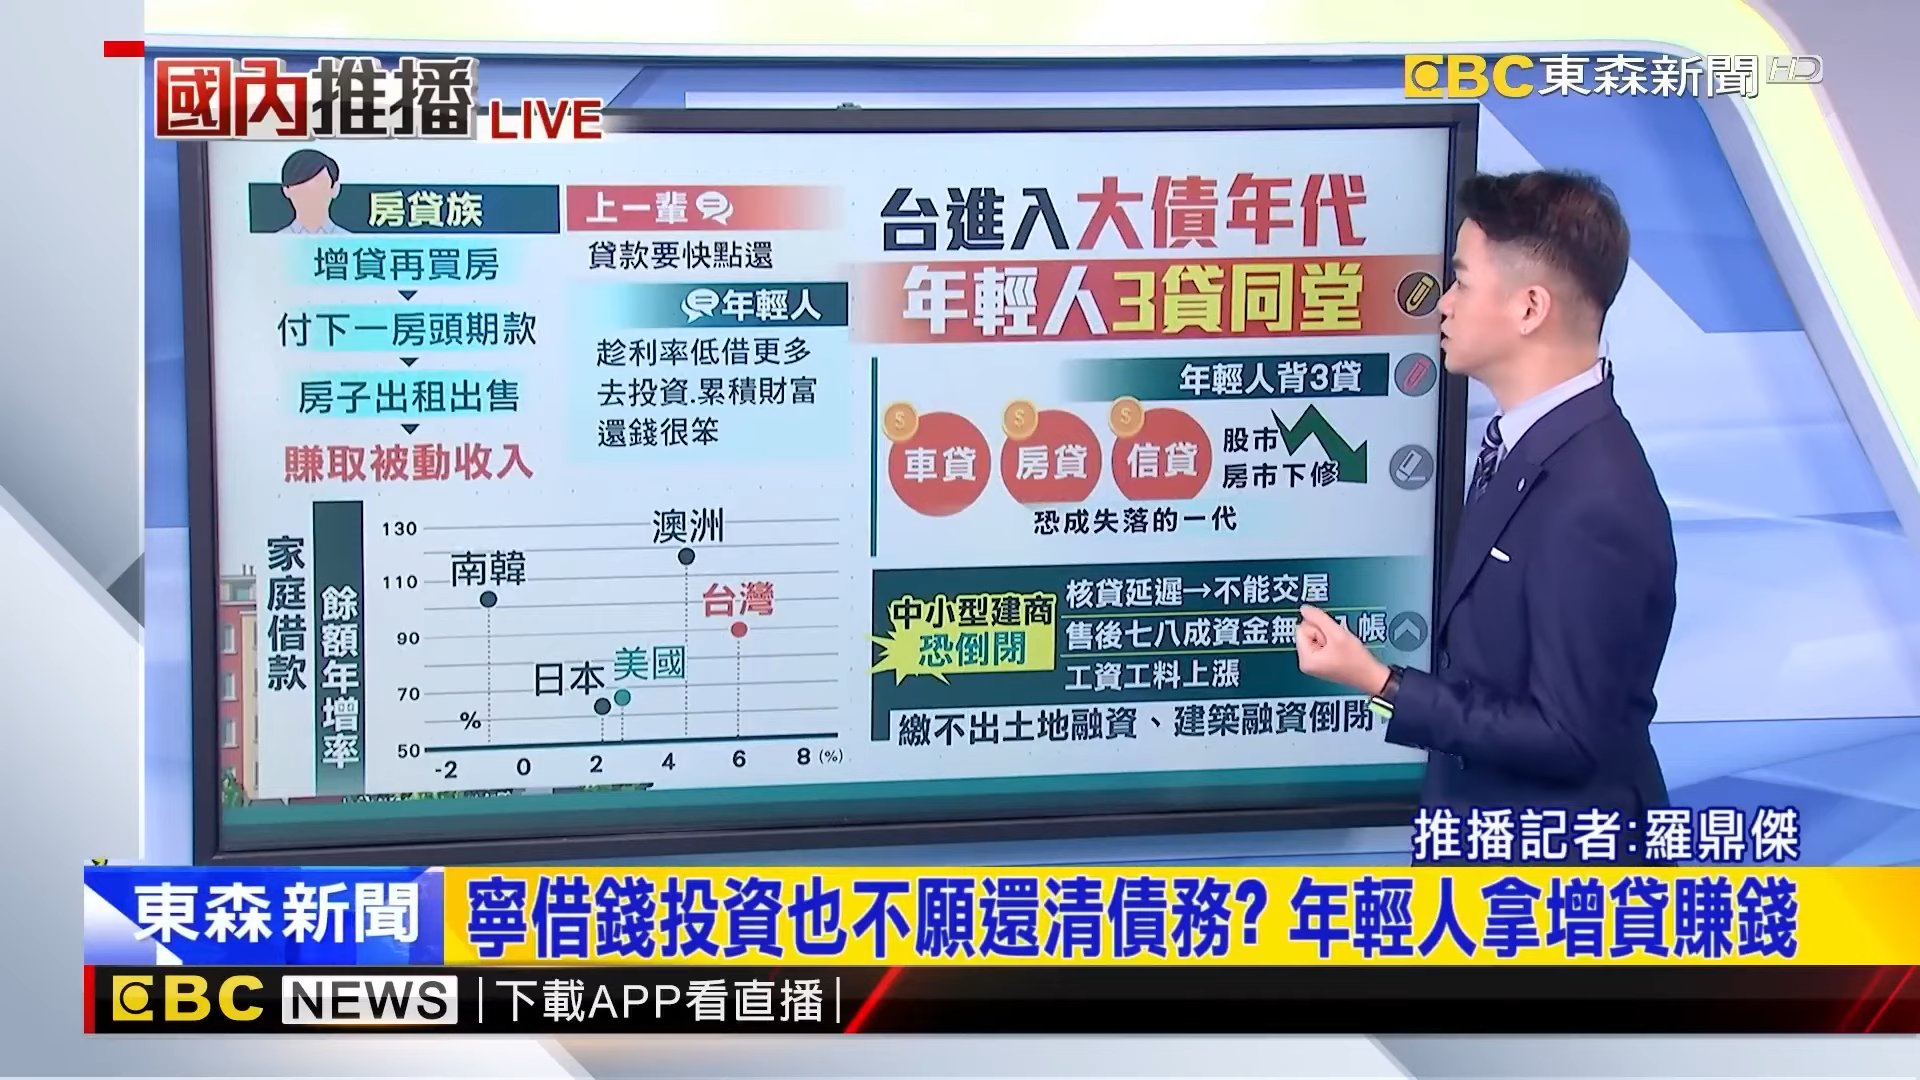 國內推播 LIVE
EBC東森新聞 HD
房貸族
增貸再買房
付下一房頭期款
房子出租出售
賺取被動收入
上一輩
貸款要快點還
年輕人
趁利率低借更多
去投資.累積財富
還錢很笨
家庭借款
餘額年增率
130
110
90
70
50
%
-2 0 2 4 6 8 (%)
南韓
澳洲
台灣
日本
美國
台進入大債年代
年輕人3貸同堂
年輕人背3貸
車貸
房貸
信貸
股市
房市下修
恐成失落的一代
中小型建商
恐倒閉
核貸延遲→不能交屋
售後七八成資金無 帳
工資工料上漲
繳不出土地融資、建築融資倒閉
推播記者:羅鼎傑
東森新聞
寧借錢投資也不願還清債務? 年輕人拿增貸賺錢
EBC NEWS |下載APP看直播|